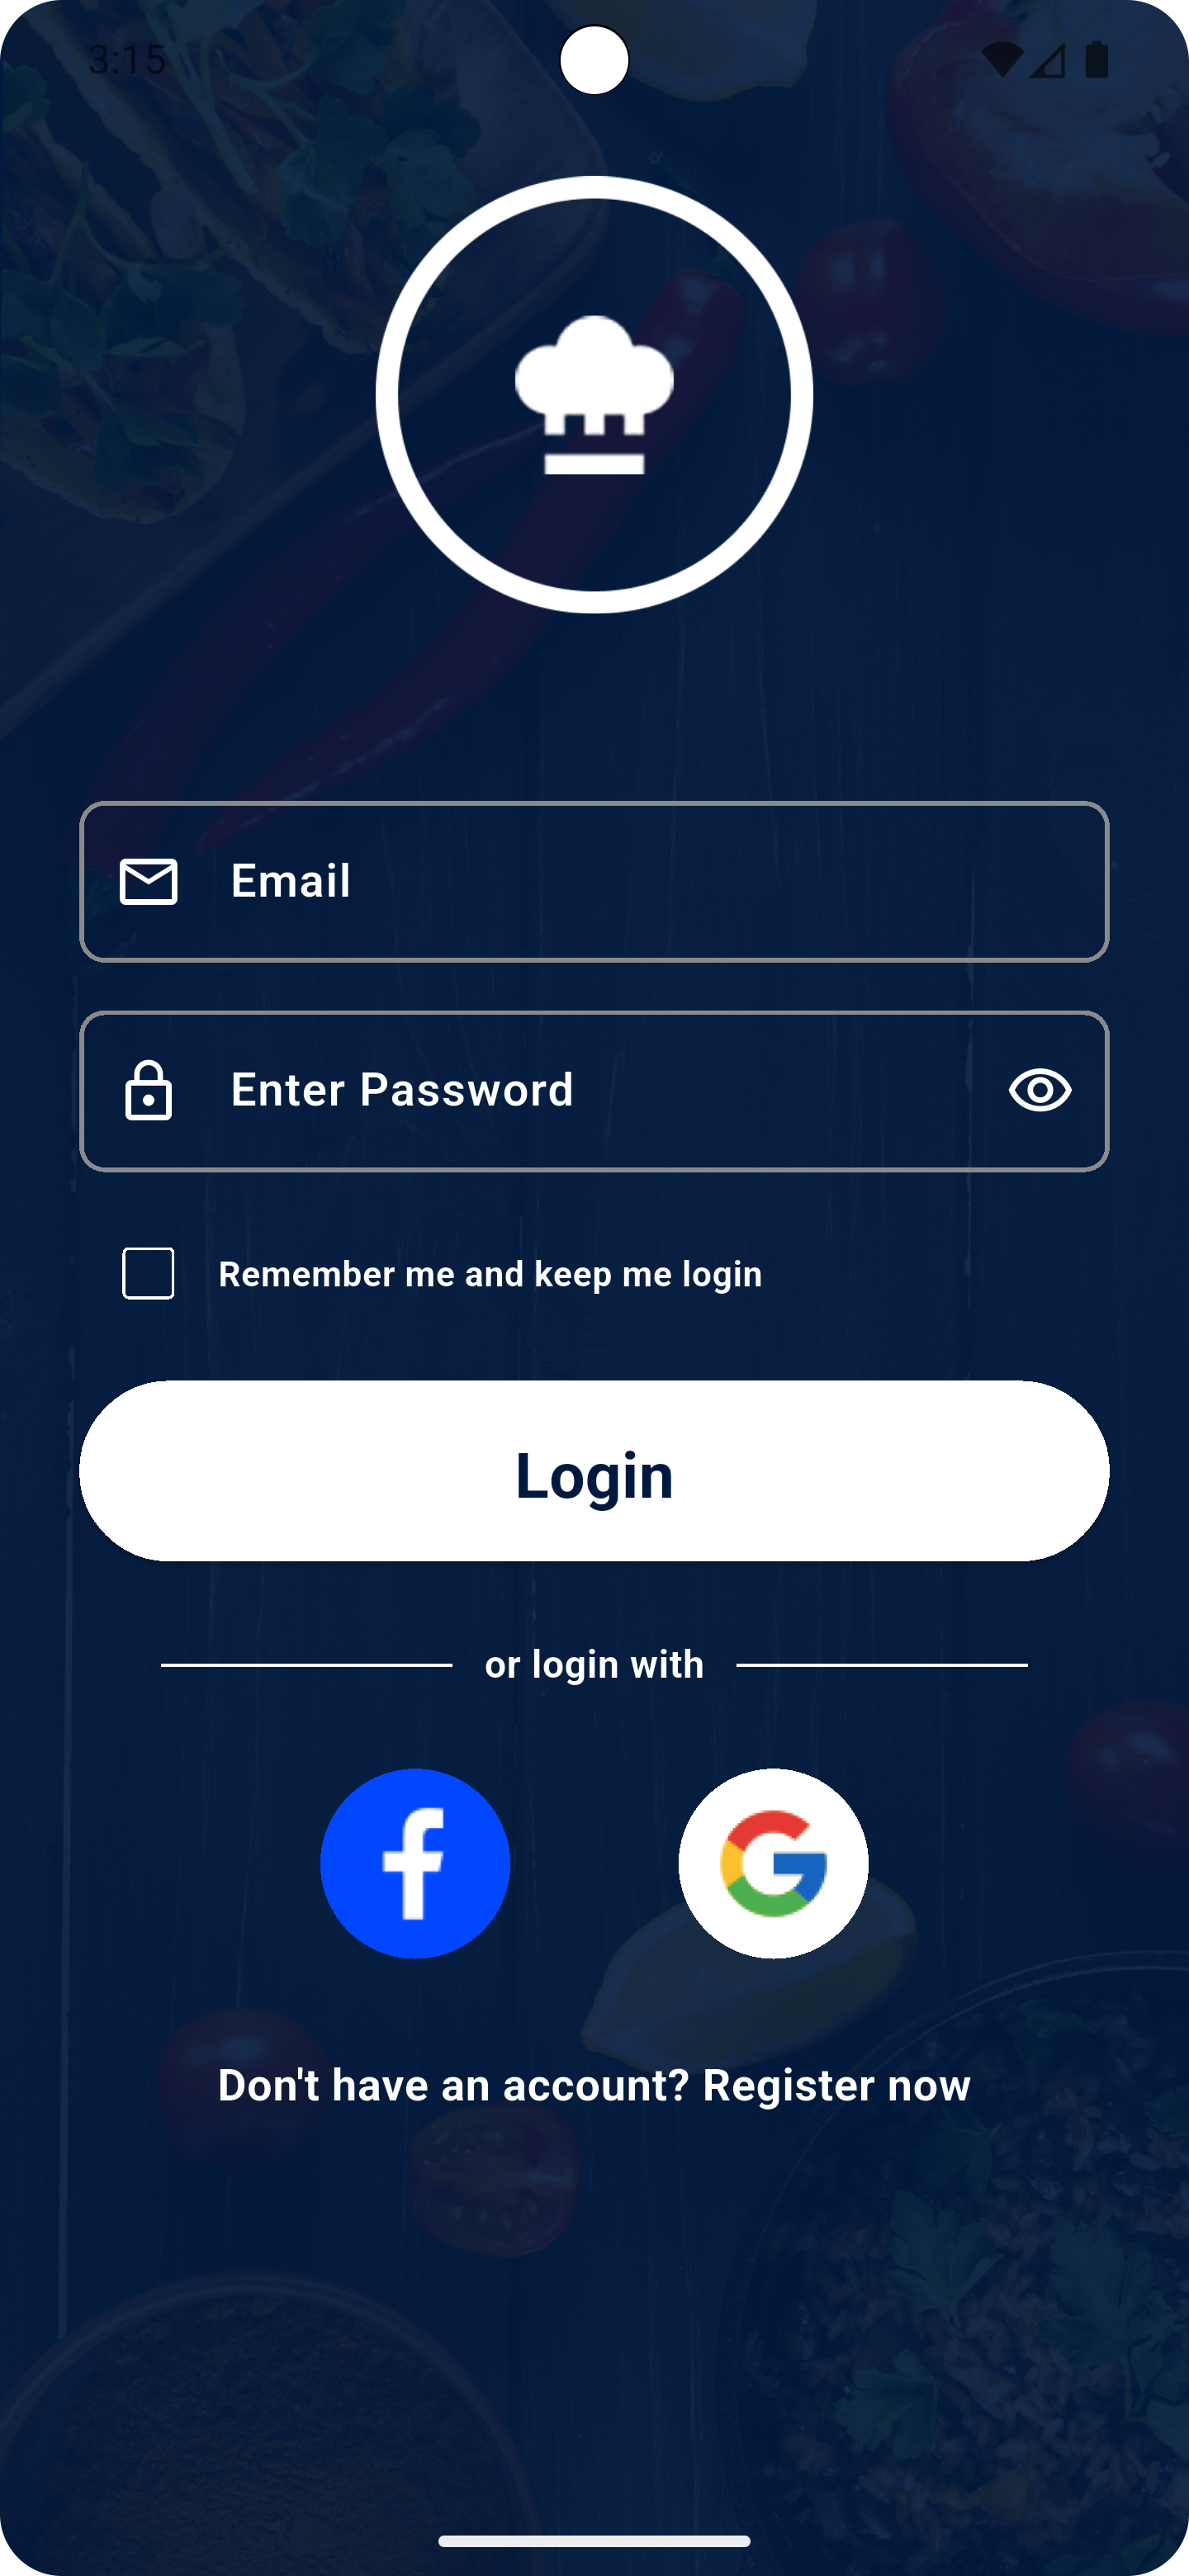 3:15
Email
Enter Password
Remember me and keep me login
Login
or login with
Don't have an account? Register now